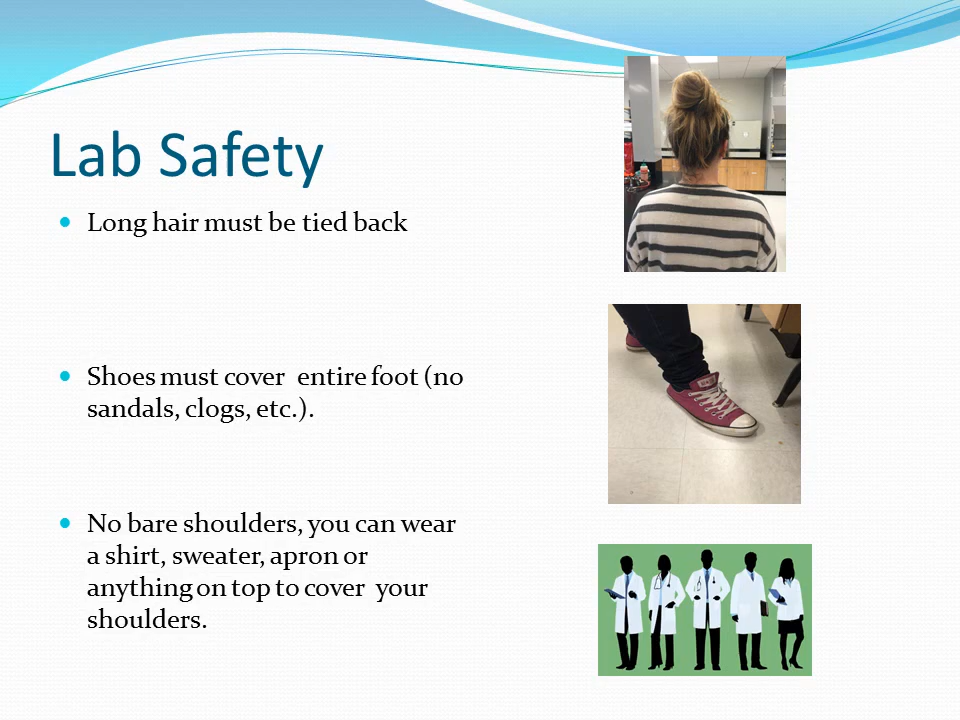 Lab Safety
Long hair must be tied back
Shoes must cover  entire foot (no
sandals, clogs, etc.).
No bare shoulders, you can wear
a shirt, sweater, apron or
anything on top to cover  your
shoulders.